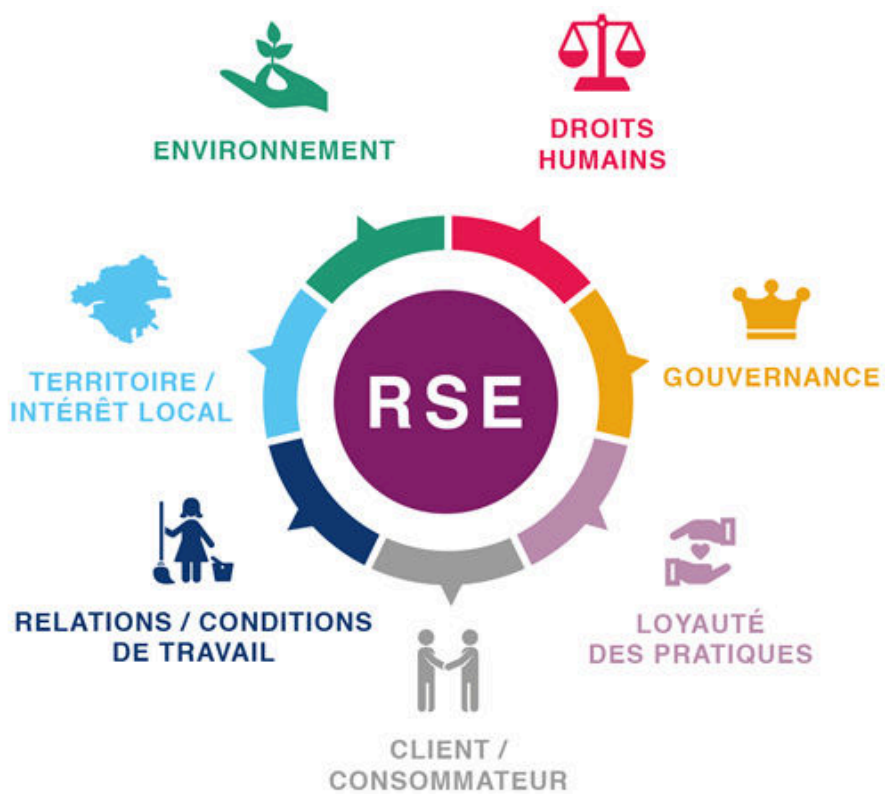 ENVIRONNEMENT
DROITS
HUMAINS
TERRITOIRE /
INTÉRÊT LOCAL
RSE
GOUVERNANCE
RELATIONS / CONDITIONS
DE TRAVAIL
LOYAUTÉ
DES PRATIQUES
CLIENT /
CONSOMMATEUR